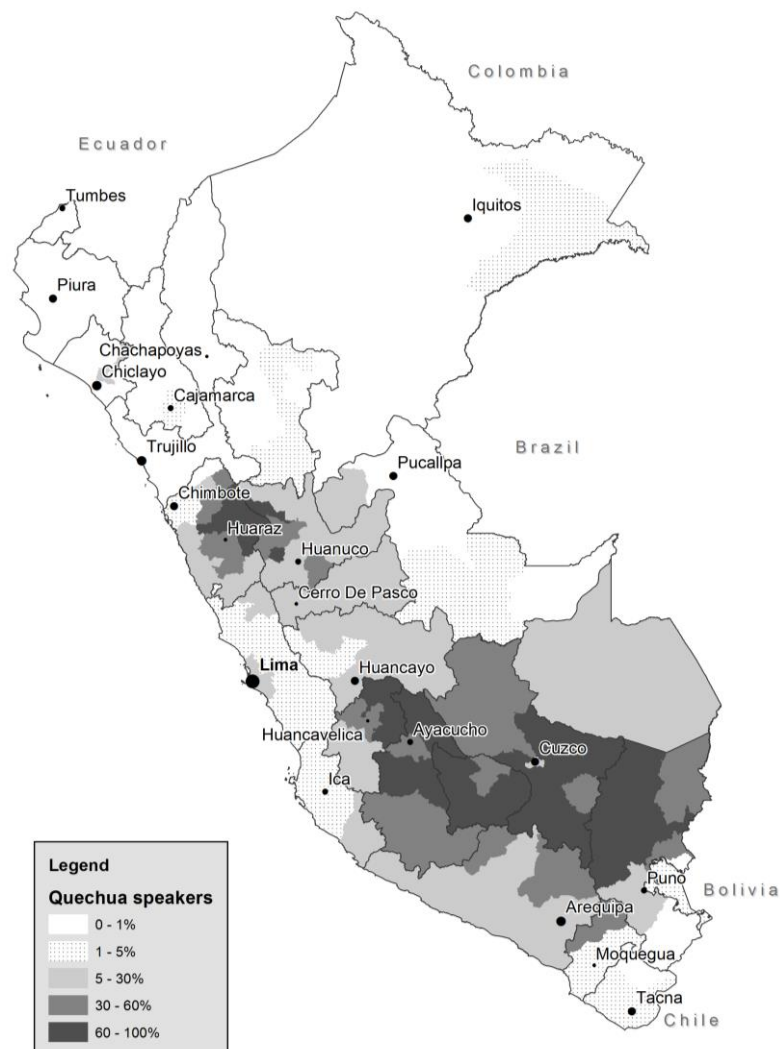 Colombia
Ecuador
Tumbes
Iquitos
Piura
Chachapoyas
Chiclayo
Cajamarca
Trujillo
Brazil
Pucallpa
Chimbote
Huaraz
Huanuco
Cerro De Pasco
Lima
Huancayo
Huancavelica
Ayacucho
Cuzco
Ica
Puno
Bolivia
Arequipa
Moquegua
Tacna
Chile
Legend
Quechua speakers
0 - 1%
1 - 5%
5 - 30%
30 - 60%
60 - 100%